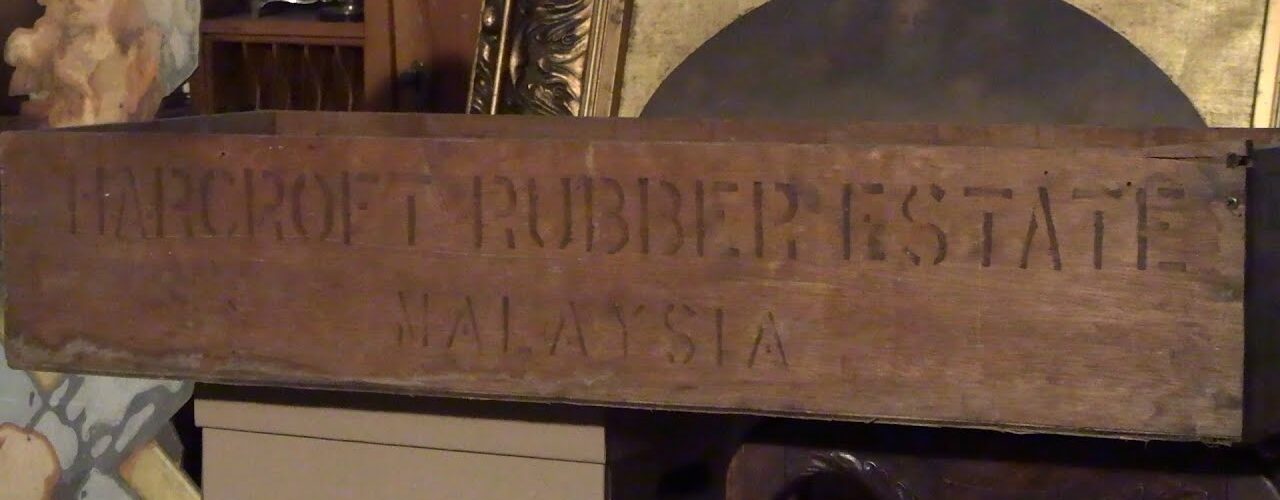 HARCROFT RUBBER ESTATE
MALAYSIA